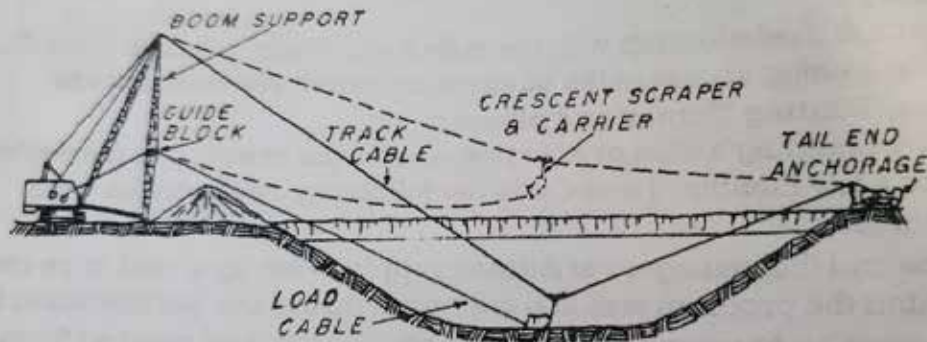 BOOM SUPPORT
GUIDE
BLOCK
TRACK
CABLE
CRESCENT SCRAPER
& CARRIER
TAIL END
ANCHORAGE
LOAD
CABLE